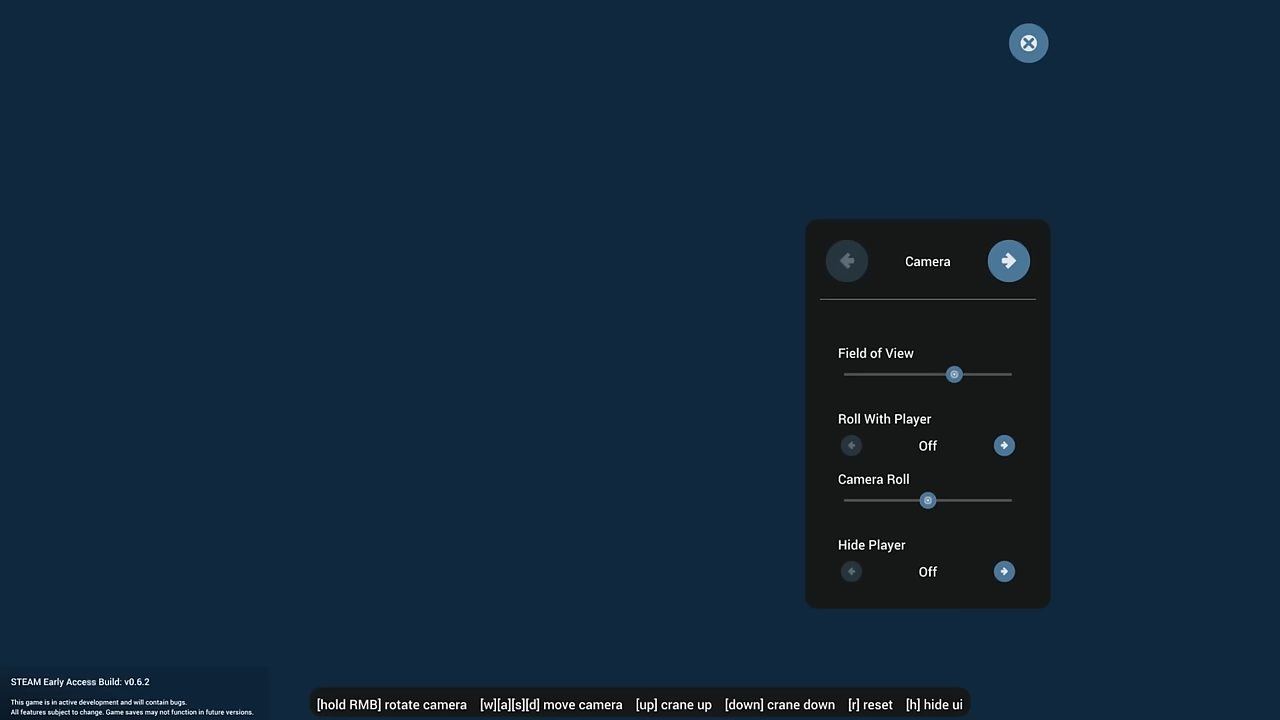 Camera
Field of View
Roll With Player
Off
Camera Roll
Hide Player
Off
STEAM Early Access Build: v0.6.2
This game is in active development and will contain bugs.
All features subject to change. Game saves may not function in future versions.
[hold RMB] rotate camera [w][a][s][d] move camera [up] crane up [down] crane down [r] reset [h] hide ui